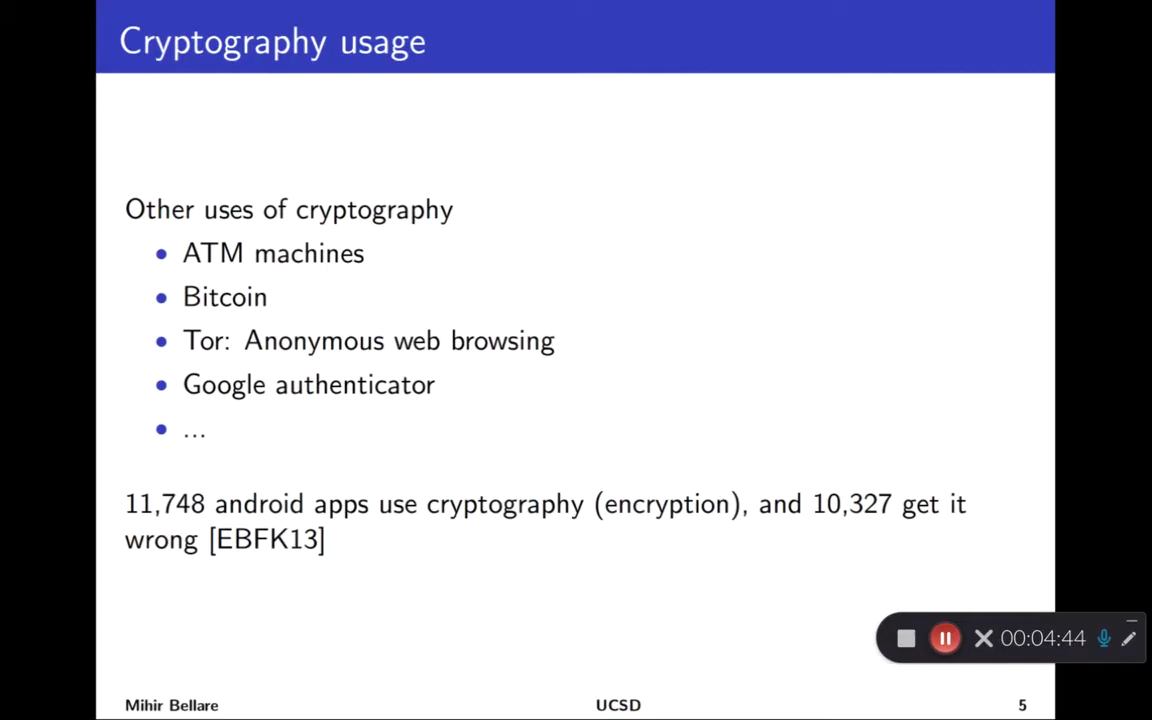 Cryptography usage
Other uses of cryptography
• ATM machines
• Bitcoin
• Tor: Anonymous web browsing
• Google authenticator
• ...
11,748 android apps use cryptography (encryption), and 10,327 get it
wrong [EBFK13]
00:04:44
Mihir Bellare UCSD 5